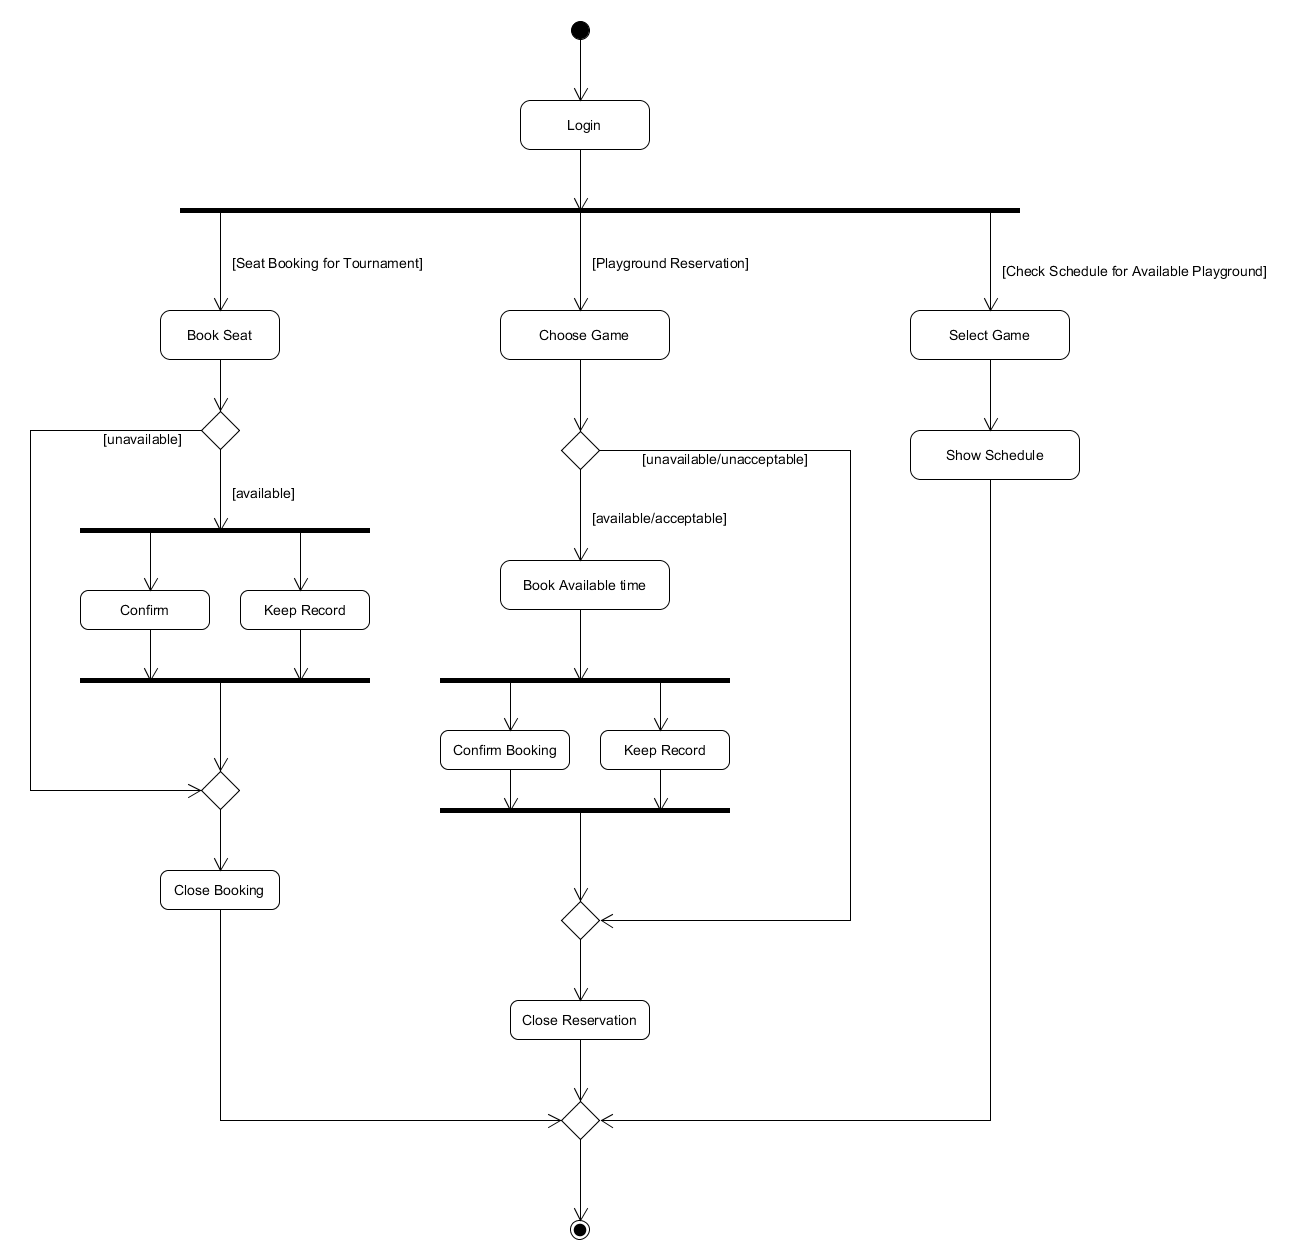 Login
[Seat Booking for Tournament]
[Playground Reservation]
[Check Schedule for Available Playground]
Book Seat
Choose Game
Select Game
[unavailable]
[unavailable/unacceptable]
Show Schedule
[available]
[available/acceptable]
Book Available time
Confirm
Keep Record
Confirm Booking
Keep Record
Close Booking
Close Reservation